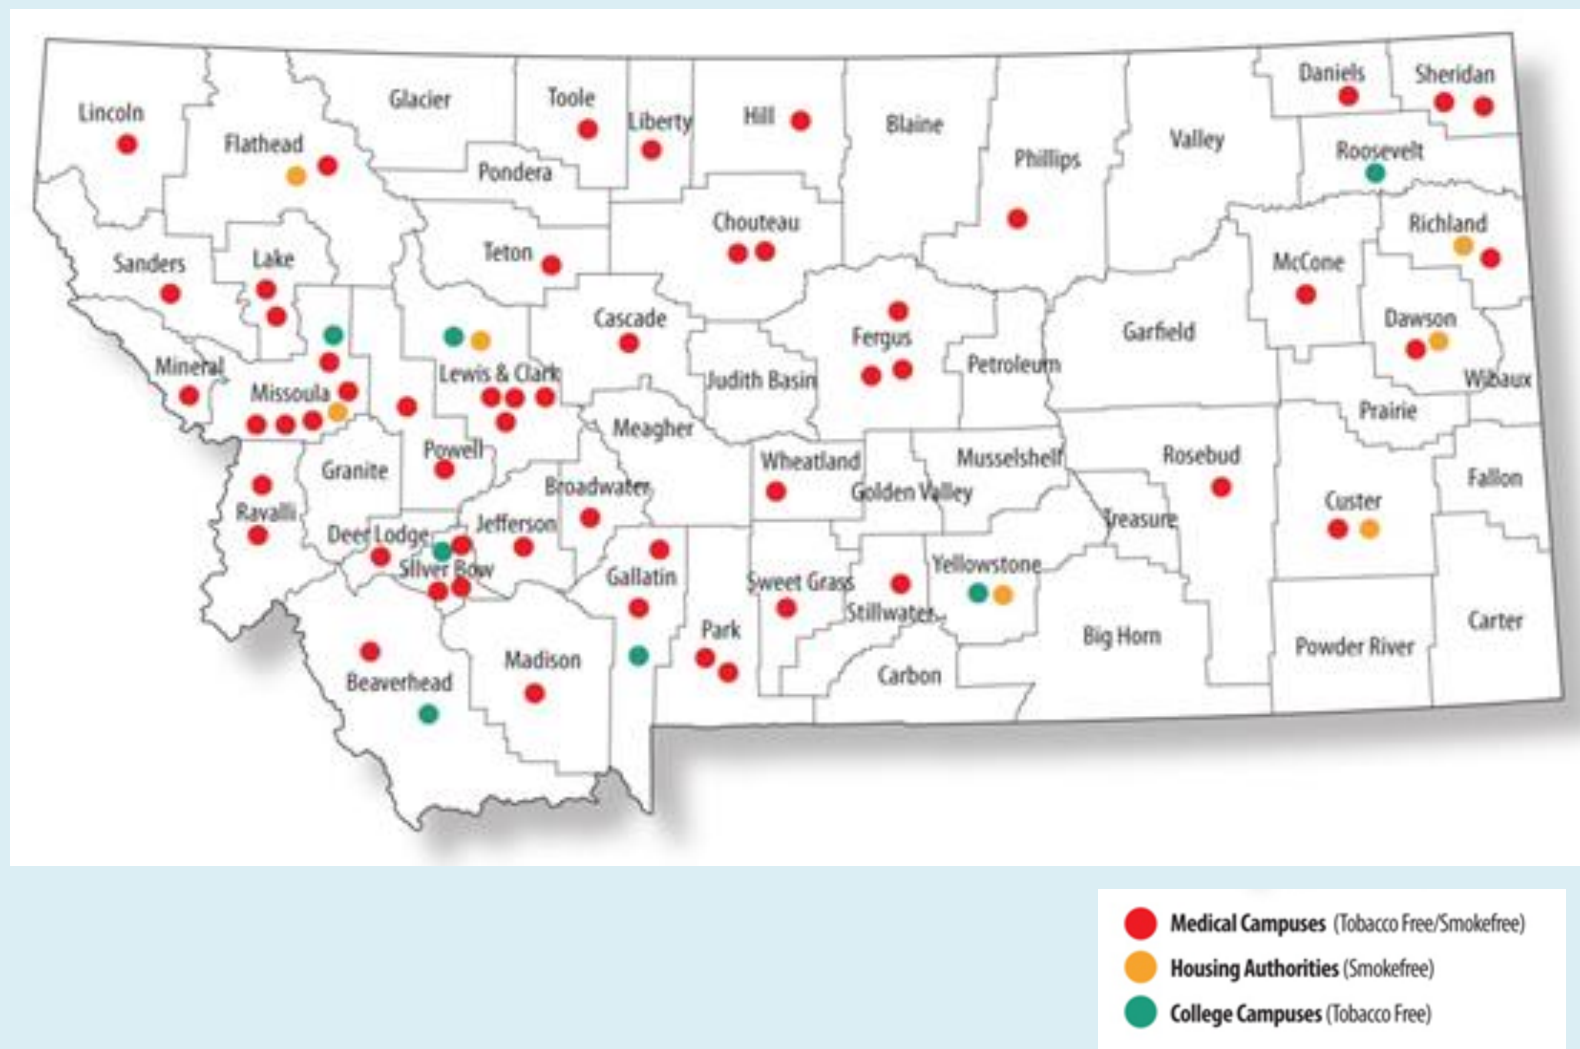 Lincoln
Flathead
Glacier
Toole
Liberty
Hill
Blaine
Phillips
Valley
Daniels
Sheridan
Roosevelt
Pondera
Teton
Chouteau
Richland
McCone
Sanders
Lake
Cascade
Fergus
Garfield
Dawson
Petroleum
Judith Basin
Wibaux
Mineral
Missoula
Lewis & Clark
Meagher
Prairie
Powell
Granite
Wheatland
Musselshell
Rosebud
Fallon
Broadwater
Golden Valley
Custer
Ravalli
Deer Lodge
Jefferson
Treasure
Silver Bow
Gallatin
Sweet Grass
Yellowstone
Stillwater
Park
Big Horn
Powder River
Carter
Beaverhead
Madison
Carbon
Medical Campuses (Tobacco Free/Smokefree)
Housing Authorities (Smokefree)
College Campuses (Tobacco Free)